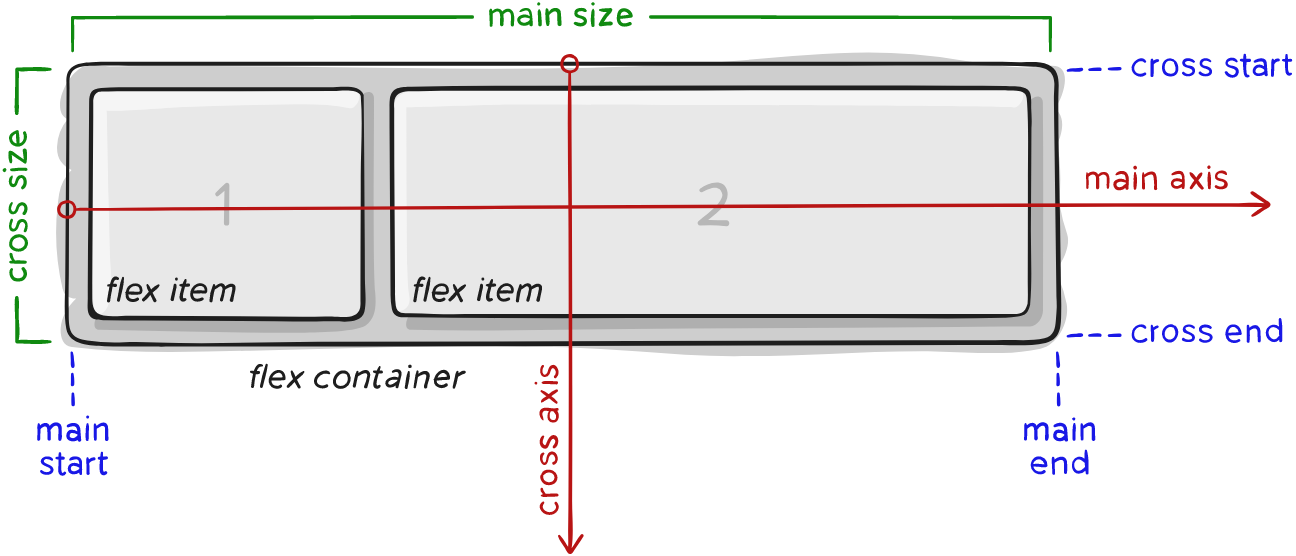 main size
cross start
cross size
main axis
1
2
flex item
flex item
cross end
flex container
cross axis
main
start
main
end